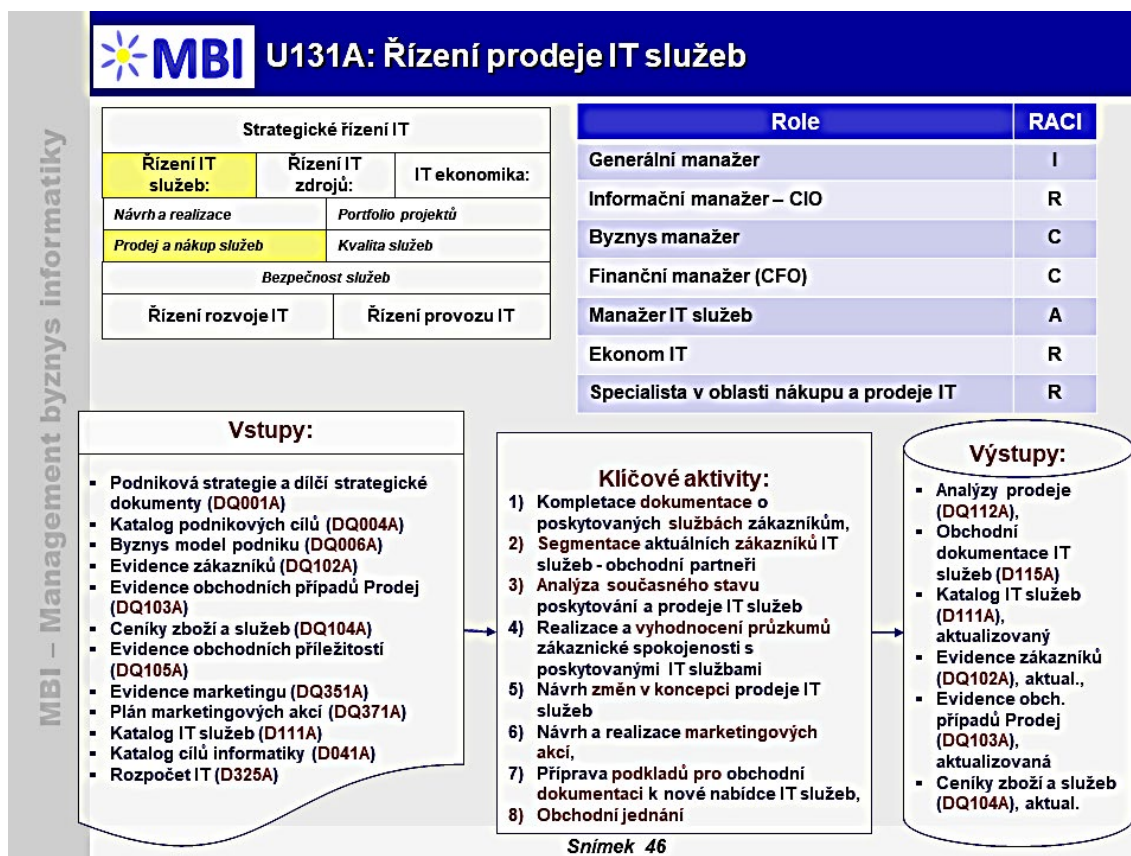 MBI
U131A: Řízení prodeje IT služeb
MBI – Management byznys informatiky
Strategické řízení IT
Řízení IT
služeb:
Řízení IT
zdrojů:
IT ekonomika:
Návrh a realizace
Portfolio projektů
Prodej a nákup služeb
Kvalita služeb
Bezpečnost služeb
Řízení rozvoje IT
Řízení provozu IT
Role RACI
Generální manažer I
Informační manažer – CIO R
Byznys manažer C
Finanční manažer (CFO) C
Manažer IT služeb A
Ekonom IT R
Specialista v oblasti nákupu a prodeje IT R
Vstupy:
▪ Podniková strategie a dílčí strategické
dokumenty (DQ001A)
▪ Katalog podnikových cílů (DQ004A)
▪ Byznys model podniku (DQ006A)
▪ Evidence zákazníků (DQ102A)
▪ Evidence obchodních případů Prodej
(DQ103A)
▪ Ceníky zboží a služeb (DQ104A)
▪ Evidence obchodních příležitostí
(DQ105A)
▪ Evidence marketingu (DQ351A)
▪ Plán marketingových akcí (DQ371A)
▪ Katalog IT služeb (D111A)
▪ Katalog cílů informatiky (D041A)
▪ Rozpočet IT (D325A)
Klíčové aktivity:
1) Kompletace dokumentace o
poskytovaných službách zákazníkům,
2) Segmentace aktuálních zákazníků IT
služeb - obchodní partneři
3) Analýza současného stavu
poskytování a prodeje IT služeb
4) Realizace a vyhodnocení průzkumů
zákaznické spokojenosti s
poskytovanými IT službami
5) Návrh změn v koncepci prodeje IT
služeb
6) Návrh a realizace marketingových
akcí,
7) Příprava podkladů pro obchodní
dokumentaci k nové nabídce IT služeb,
8) Obchodní jednání
Výstupy:
▪ Analýzy prodeje
(DQ112A),
▪ Obchodní
dokumentace IT
služeb (D115A)
▪ Katalog IT služeb
(D111A),
aktualizovaný
▪ Evidence zákazníků
(DQ102A), aktual.,
▪ Evidence obch.
případů Prodej
(DQ103A),
aktualizovaná
▪ Ceníky zboží a služeb
(DQ104A), aktual.
Snímek 46